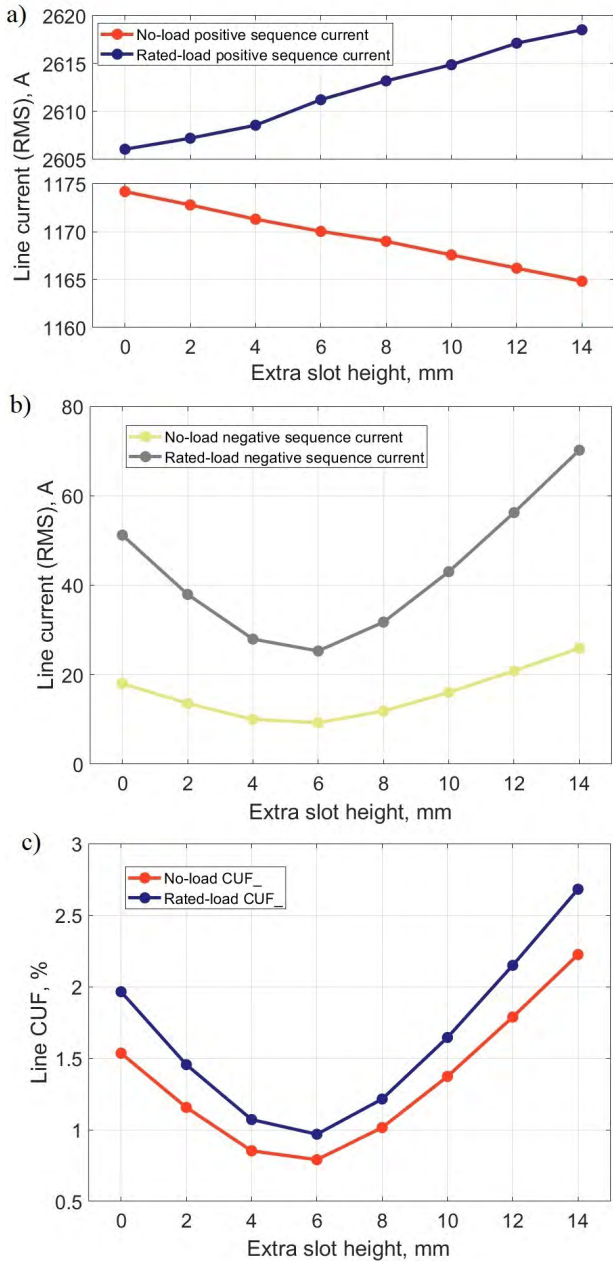 a)
2620
2615
2610
2605
No-load positive sequence current
Rated-load positive sequence current
1175
1170
1165
1160
Line current (RMS), A
0 2 4 6 8 10 12 14
Extra slot height, mm
b)
80
60
40
20
0
No-load negative sequence current
Rated-load negative sequence current
Line current (RMS), A
0 2 4 6 8 10 12 14
Extra slot height, mm
c)
3
2.5
2
1.5
1
0.5
No-load CUF_
Rated-load CUF_
Line CUF, %
0 2 4 6 8 10 12 14
Extra slot height, mm